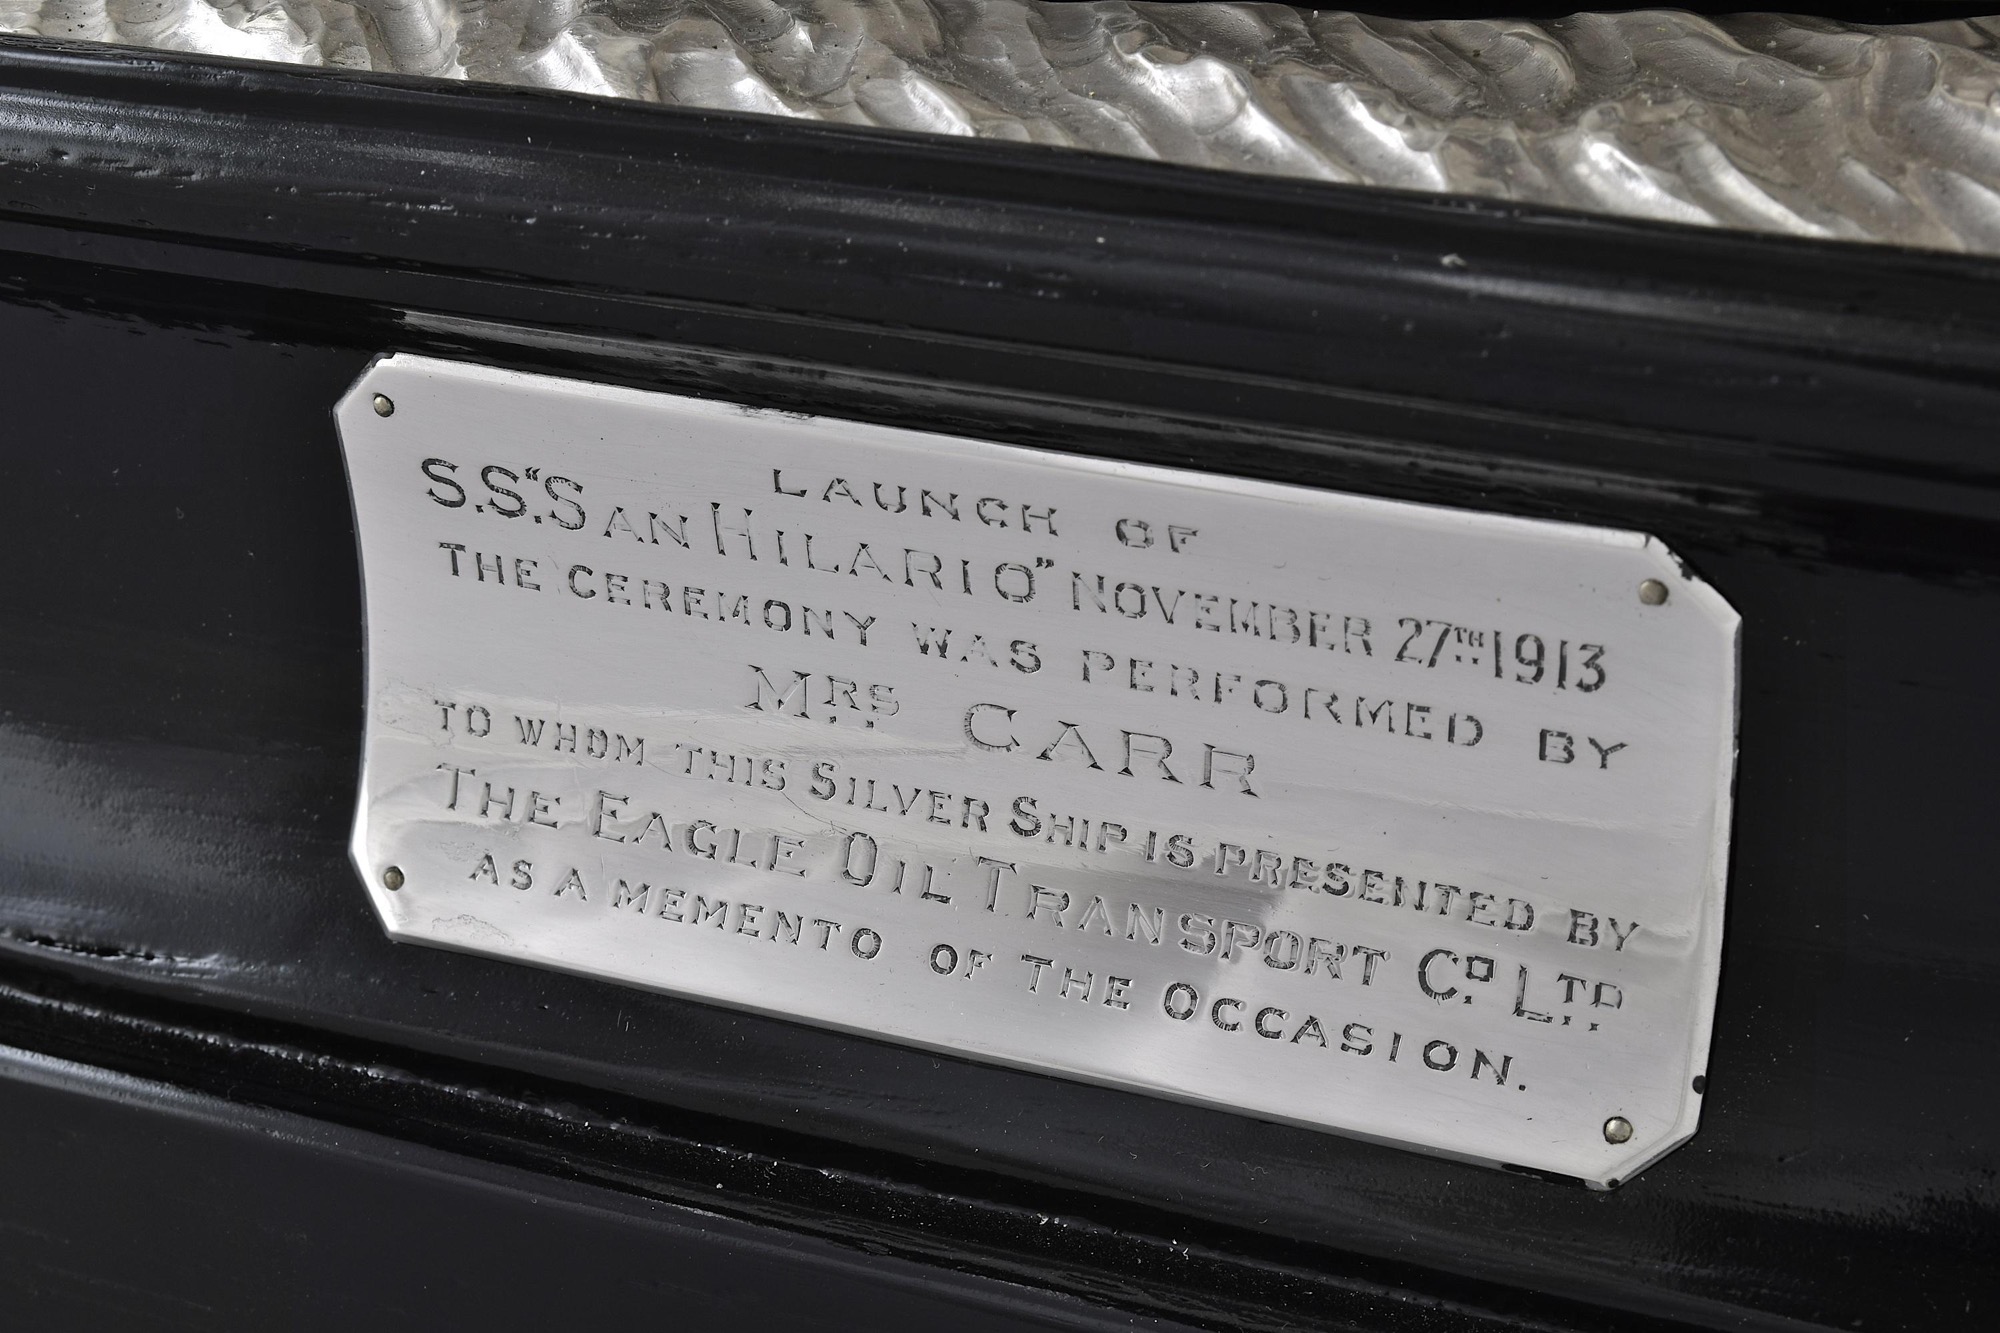 LAUNCH OF
S.S. "SAN HILARIO" NOVEMBER 27TH 1913
THE CEREMONY WAS PERFORMED BY
MRS CARR
TO WHOM THIS SILVER SHIP IS PRESENTED BY
THE EAGLE OIL TRANSPORT CO. LTD
AS A MEMENTO OF THE OCCASION.